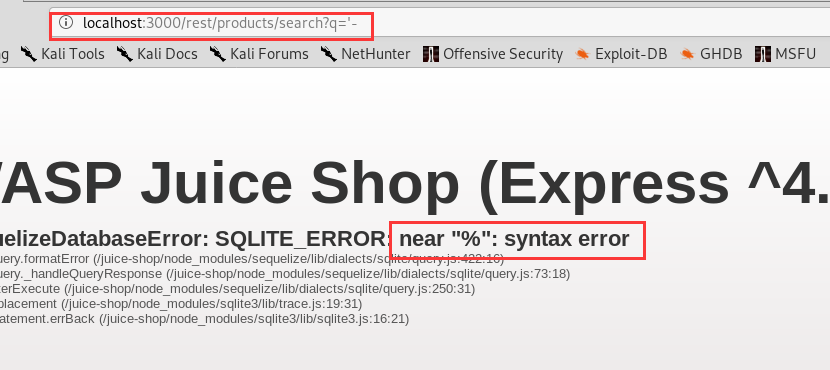 localhost:3000/rest/products/search?q='-
g Kali Tools Kali Docs Kali Forums NetHunter Offensive Security Exploit-DB GHDB MSFU
ASP Juice Shop (Express ^4.
uelizeDatabaseError: SQLITE_ERROR: near "%": syntax error
uery.formatError (/juice-shop/node_modules/sequelize/lib/dialects/sqlite/query.js:422:16)
uery._handleQueryResponse (/juice-shop/node_modules/sequelize/lib/dialects/sqlite/query.js:73:18)
terExecute (/juice-shop/node_modules/sequelize/lib/dialects/sqlite/query.js:250:31)
placement (/juice-shop/node_modules/sqlite3/lib/trace.js:19:31)
atement.errBack (/juice-shop/node_modules/sqlite3/lib/sqlite3.js:16:21)